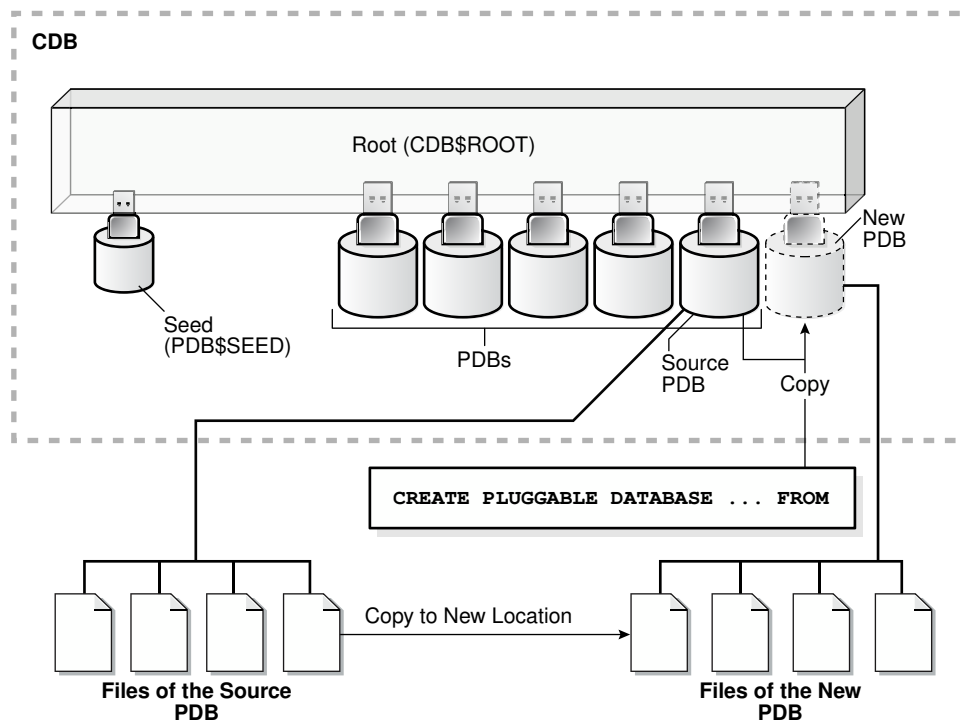 CDB
Root (CDB$ROOT)
New
PDB
Seed
(PDB$SEED)
PDBs
Source
PDB
Copy
CREATE PLUGGABLE DATABASE ... FROM
Copy to New Location
Files of the Source
PDB
Files of the New
PDB